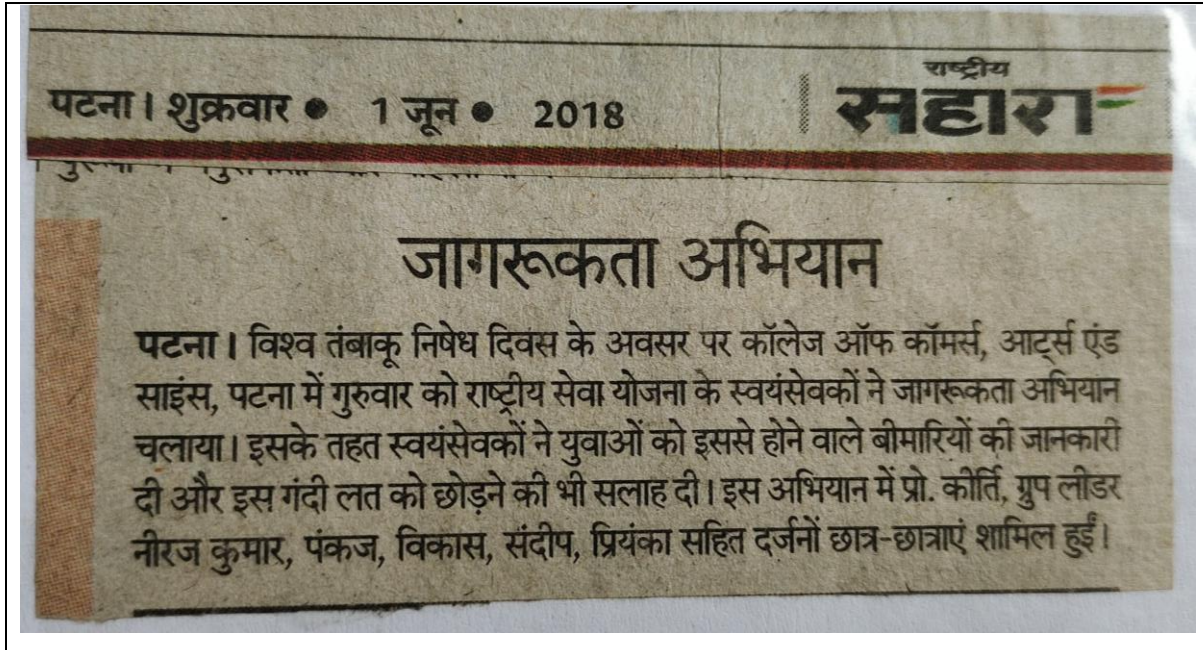 राष्ट्रीय
पटना। शुक्रवार ● 1 जून ● 2018 सहारा
जागरूकता अभियान
पटना। विश्व तंबाकू निषेध दिवस के अवसर पर कॉलेज ऑफ कॉमर्स, आर्ट्स एंड
साइंस, पटना में गुरुवार को राष्ट्रीय सेवा योजना के स्वयंसेवकों ने जागरूकता अभियान
चलाया। इसके तहत स्वयंसेवकों ने युवाओं को इससे होने वाले बीमारियों की जानकारी
दी और इस गंदी लत को छोड़ने की भी सलाह दी। इस अभियान में प्रो. कीर्ति, ग्रुप लीडर
नीरज कुमार, पंकज, विकास, संदीप, प्रियंका सहित दर्जनों छात्र-छात्राएं शामिल हुईं।